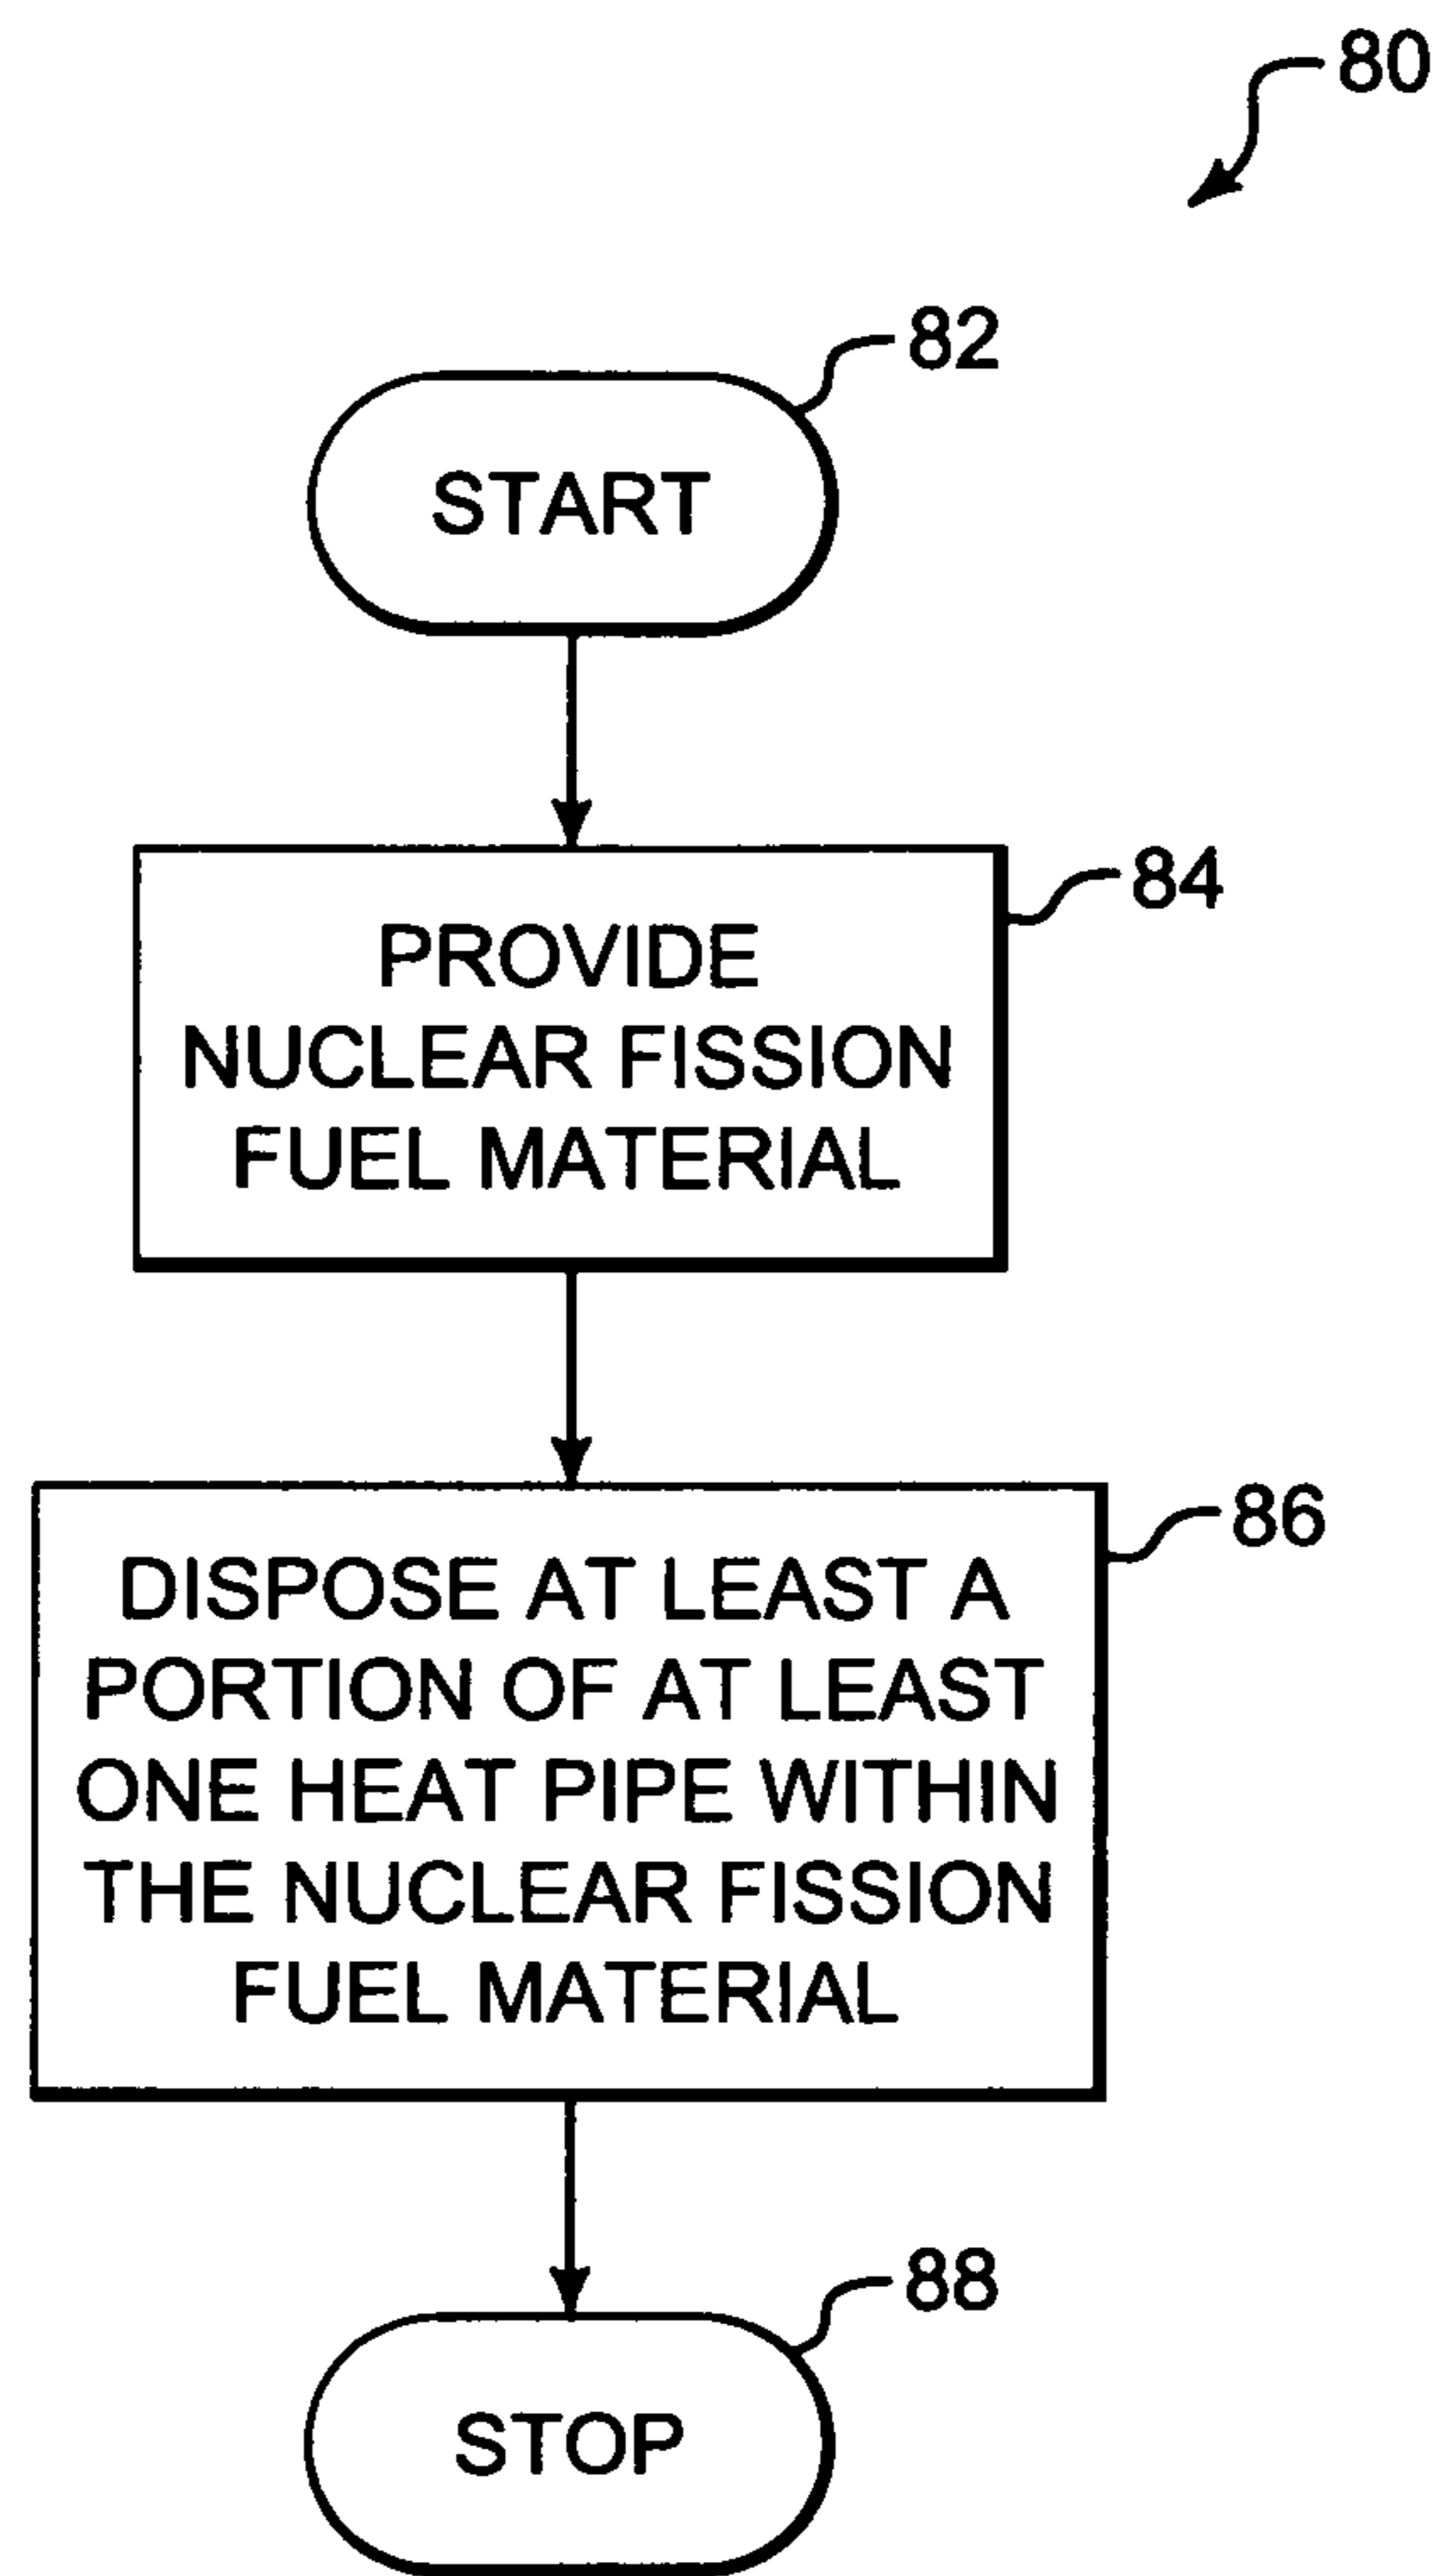 80
82
START
84
PROVIDE
NUCLEAR FISSION
FUEL MATERIAL
86
DISPOSE AT LEAST A
PORTION OF AT LEAST
ONE HEAT PIPE WITHIN
THE NUCLEAR FISSION
FUEL MATERIAL
88
STOP